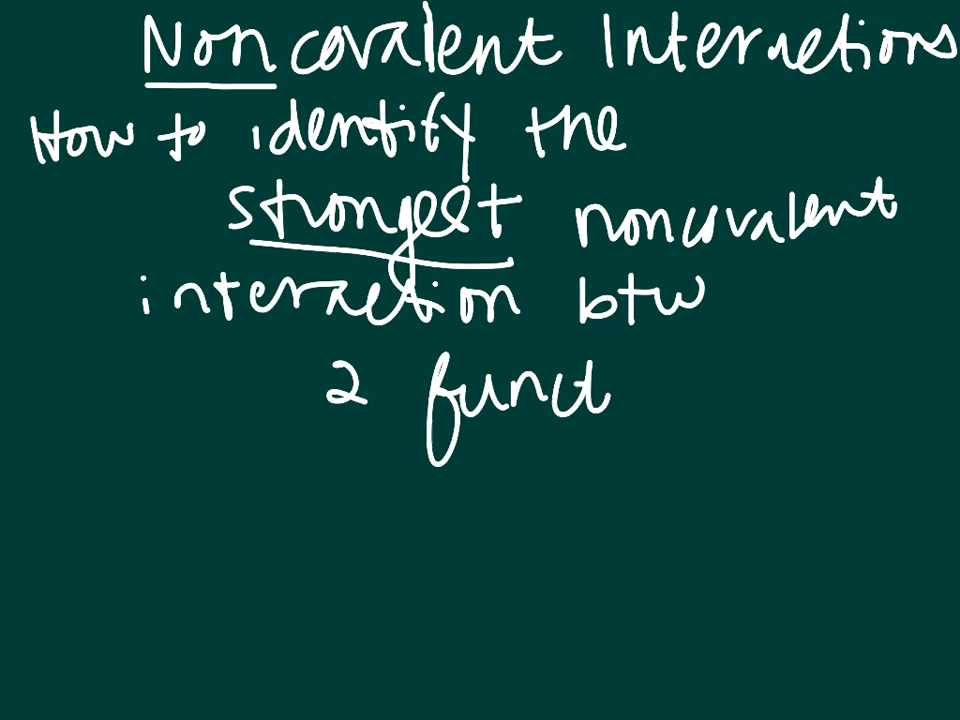 Noncovalent Interactions
How to identify the
strongest noncovalent
interaction btw
2 funct